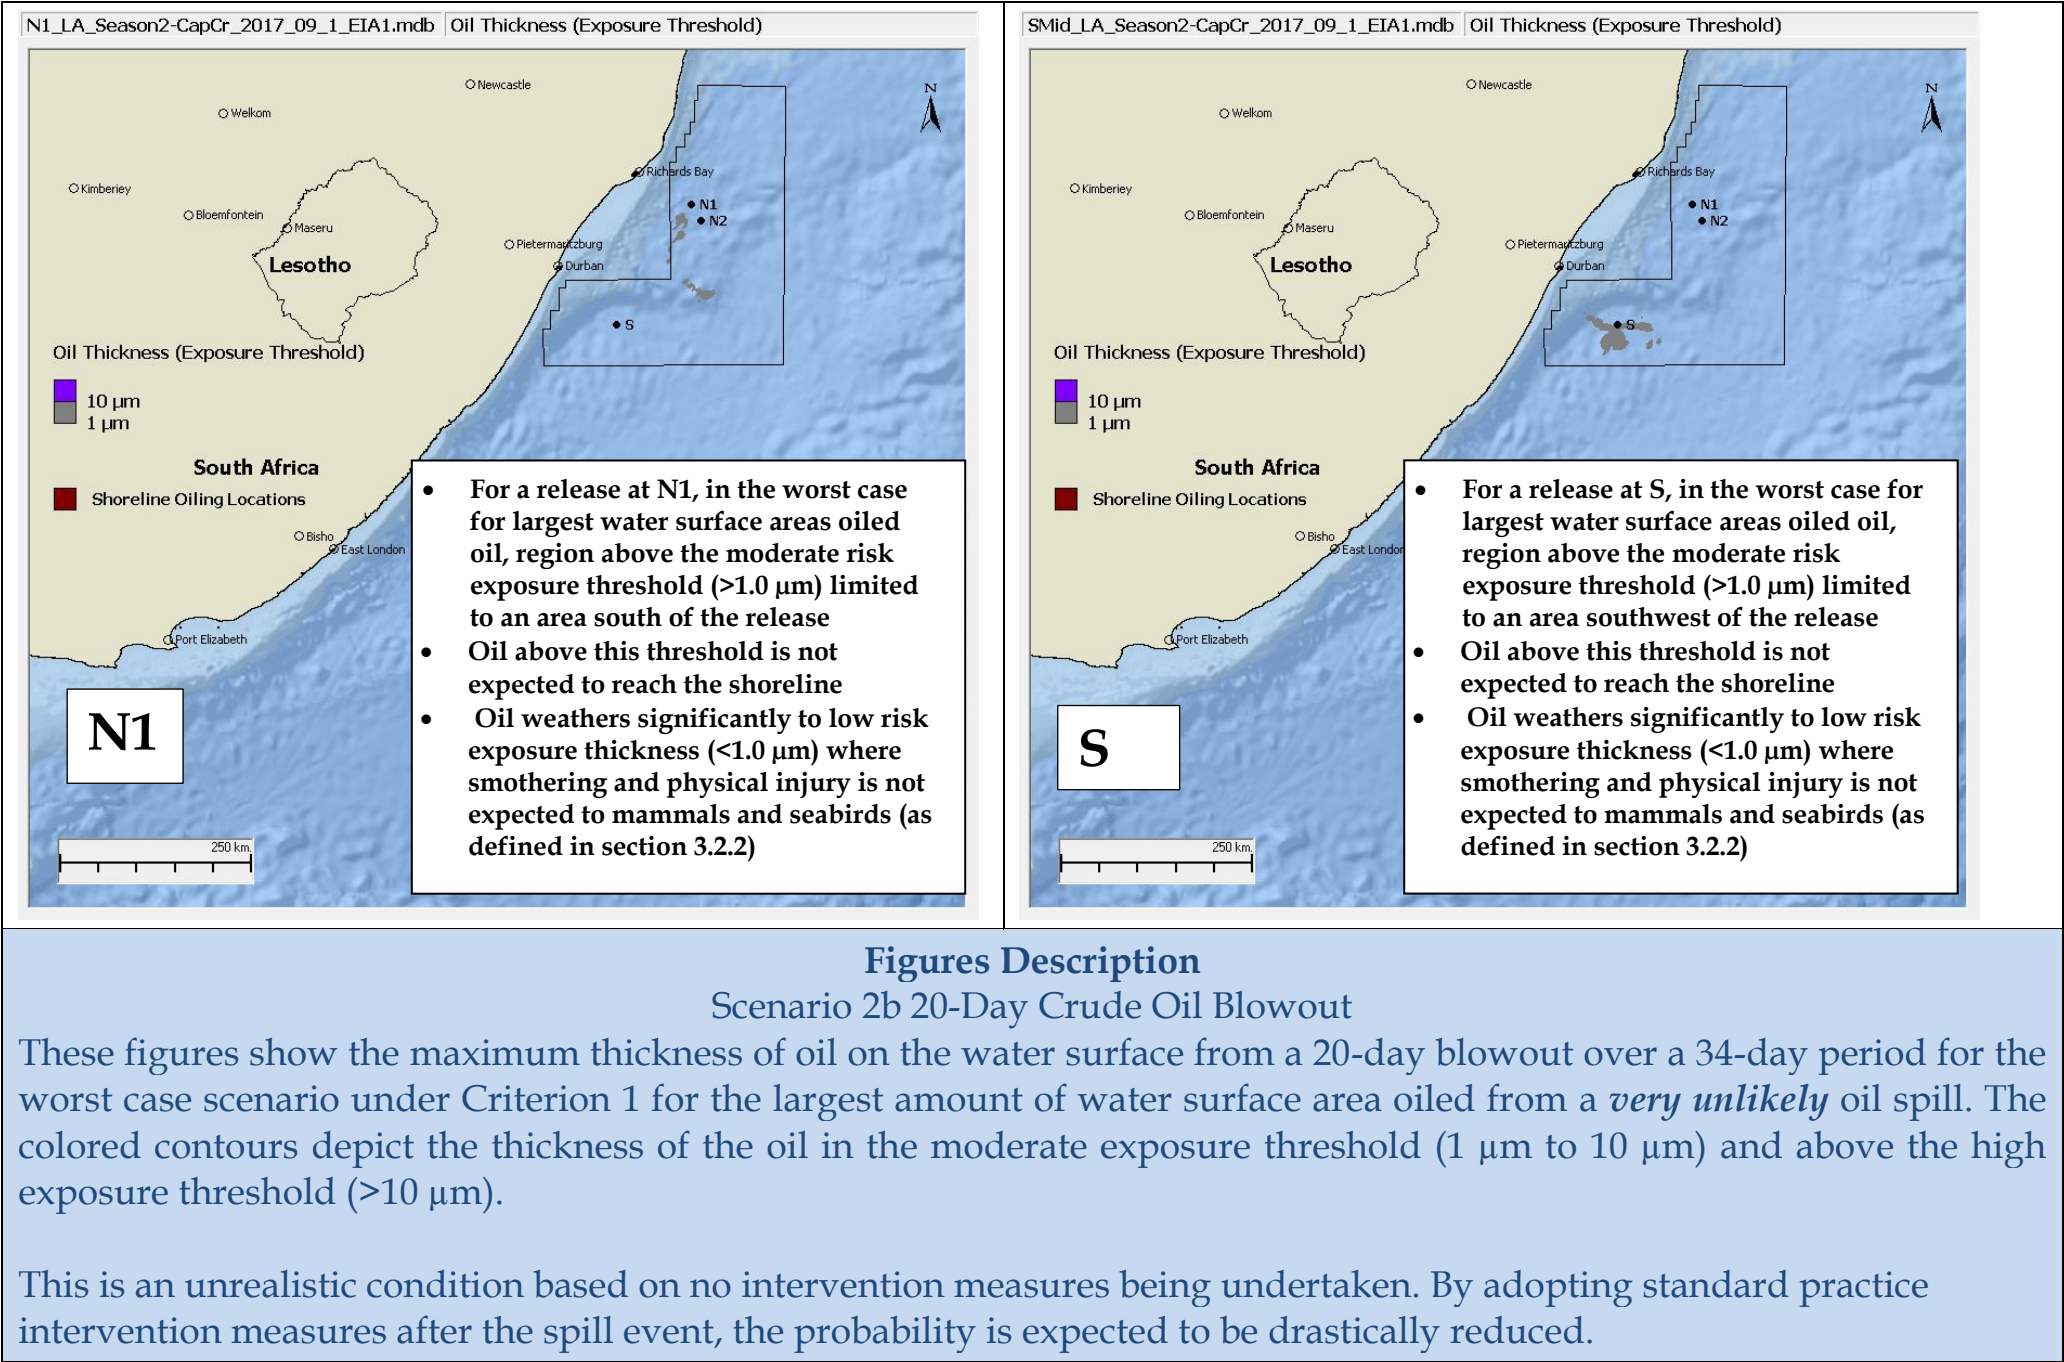 N1_LA_Season2-CapCr_2017_09_1_EIA1.mdb Oil Thickness (Exposure Threshold)
Newcastle
N
Welkom
Richards Bay
Kimberley
N1
Bloemfontein
N2
Maseru
Pietermaritzburg
Lesotho
Durban
S
Oil Thickness (Exposure Threshold)
10 µm
1 µm
South Africa
Shoreline Oiling Locations
Bisho
East London
Port Elizabeth
N1
250 km.
• For a release at N1, in the worst case
for largest water surface areas oiled
oil, region above the moderate risk
exposure threshold (>1.0 µm) limited
to an area south of the release
• Oil above this threshold is not
expected to reach the shoreline
• Oil weathers significantly to low risk
exposure thickness (<1.0 µm) where
smothering and physical injury is not
expected to mammals and seabirds (as
defined in section 3.2.2)
SMid_LA_Season2-CapCr_2017_09_1_EIA1.mdb Oil Thickness (Exposure Threshold)
Newcastle
N
Welkom
Richards Bay
Kimberley
N1
Bloemfontein
N2
Maseru
Pietermaritzburg
Lesotho
Durban
S
Oil Thickness (Exposure Threshold)
10 µm
1 µm
South Africa
Shoreline Oiling Locations
Bisho
East London
Port Elizabeth
S
250 km.
• For a release at S, in the worst case for
largest water surface areas oiled oil,
region above the moderate risk
exposure threshold (>1.0 µm) limited
to an area southwest of the release
• Oil above this threshold is not
expected to reach the shoreline
• Oil weathers significantly to low risk
exposure thickness (<1.0 µm) where
smothering and physical injury is not
expected to mammals and seabirds (as
defined in section 3.2.2)
Figures Description
Scenario 2b 20-Day Crude Oil Blowout
These figures show the maximum thickness of oil on the water surface from a 20-day blowout over a 34-day period for the
worst case scenario under Criterion 1 for the largest amount of water surface area oiled from a very unlikely oil spill. The
colored contours depict the thickness of the oil in the moderate exposure threshold (1 µm to 10 µm) and above the high
exposure threshold (>10 µm).
This is an unrealistic condition based on no intervention measures being undertaken. By adopting standard practice
intervention measures after the spill event, the probability is expected to be drastically reduced.